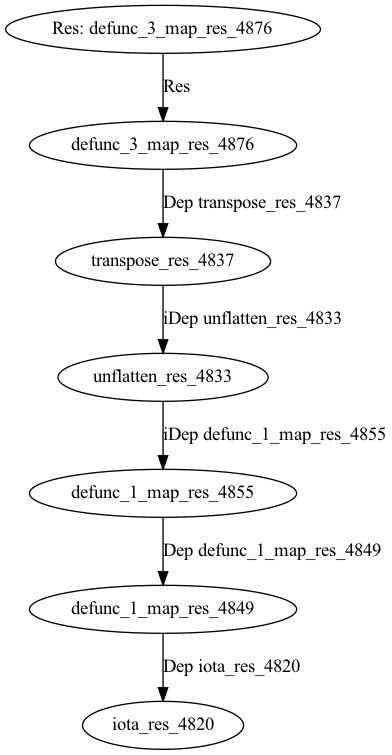 Res: defunc_3_map_res_4876
Res
defunc_3_map_res_4876
Dep transpose_res_4837
transpose_res_4837
iDep unflatten_res_4833
unflatten_res_4833
iDep defunc_1_map_res_4855
defunc_1_map_res_4855
Dep defunc_1_map_res_4849
defunc_1_map_res_4849
Dep iota_res_4820
iota_res_4820